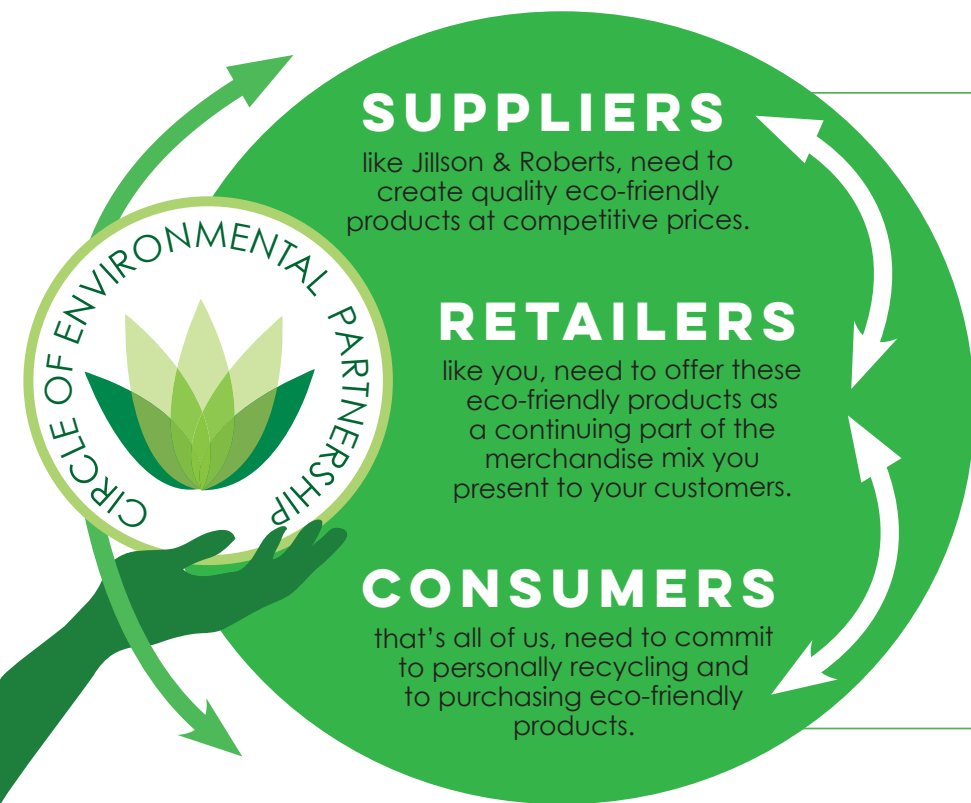 CIRCLE OF ENVIRONMENTAL PARTNERSHIP
SUPPLIERS
like Jillson & Roberts, need to
create quality eco-friendly
products at competitive prices.
RETAILERS
like you, need to offer these
eco-friendly products as
a continuing part of the
merchandise mix you
present to your customers.
CONSUMERS
that's all of us, need to commit
to personally recycling and
to purchasing eco-friendly
products.